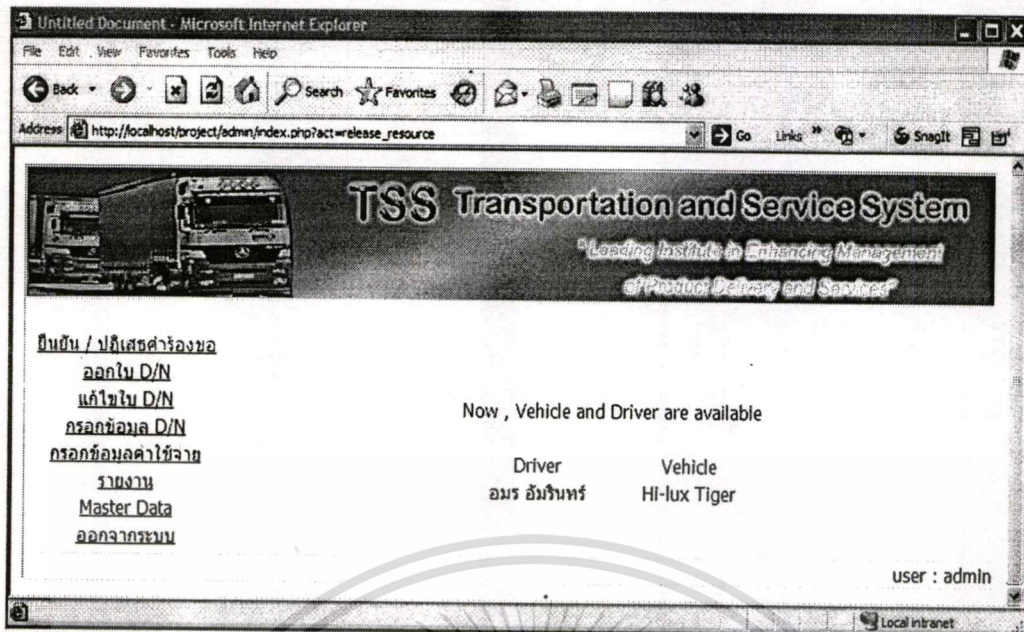 Untitled Document - Microsoft Internet Explorer
File Edit View Favorites Tools Help
Back Search Favorites
Address http://localhost/project/admin/index.php?act=release_resource Go Links » SnagIt
TSS Transportation and Service System
"Leading Institute in Enhancing Management
of Product Delivery and Services"
ยืนยัน / ปฏิเสธคำร้องขอ
ออกใบ D/N
แก้ไขใบ D/N
กรอกข้อมูล D/N
กรอกข้อมูลค่าใช้จ่าย
รายงาน
Master Data
ออกจากระบบ
Now , Vehicle and Driver are available
Driver Vehicle
อมร อัมรินทร์ Hi-lux Tiger
user : admin
Local intranet